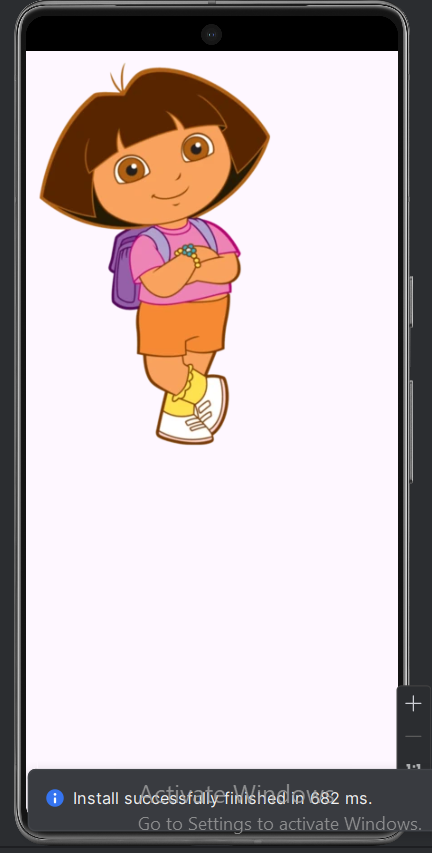 Install successfully finished in 682 ms.
Activate Windows
Go to Settings to activate Windows.